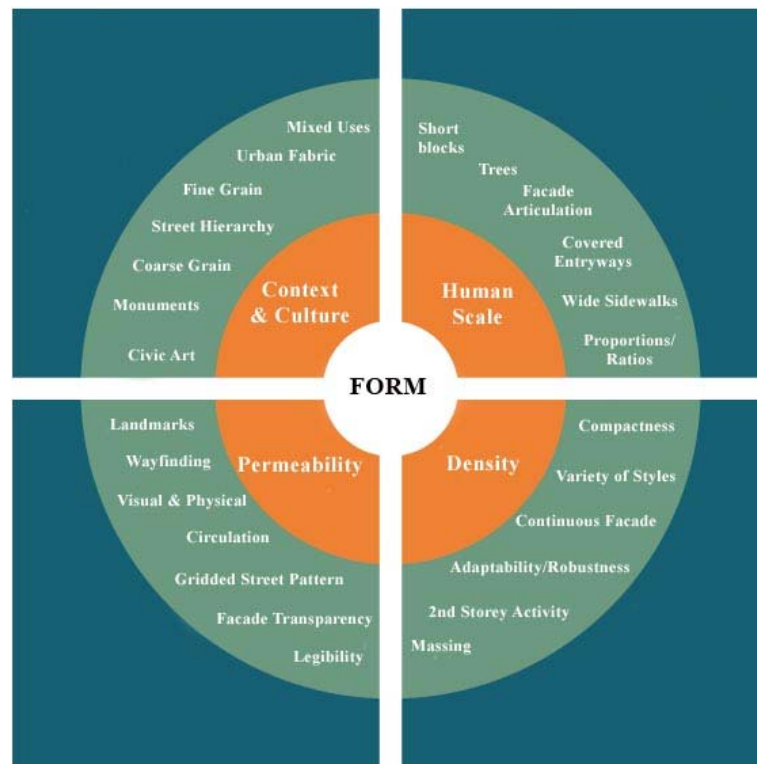 Mixed Uses
Urban Fabric
Fine Grain
Street Hierarchy
Coarse Grain
Monuments
Civic Art
Context
& Culture
Short
blocks
Trees
Facade
Articulation
Covered
Entryways
Wide Sidewalks
Proportions/
Ratios
Human
Scale
FORM
Landmarks
Wayfinding
Visual & Physical
Circulation
Gridded Street Pattern
Facade Transparency
Legibility
Permeability
Density
Compactness
Variety of Styles
Continuous Facade
Adaptability/Robustness
2nd Storey Activity
Massing